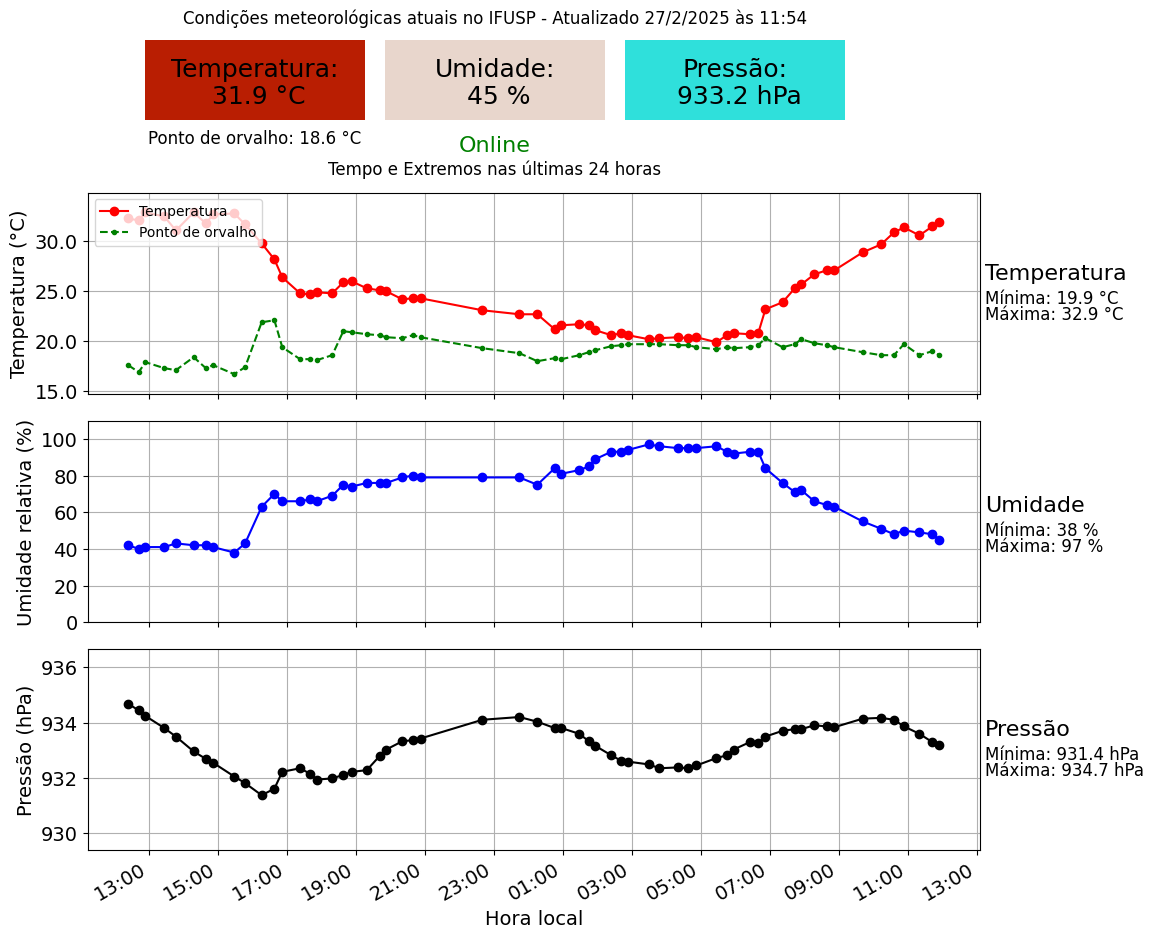 Condições meteorológicas atuais no IFUSP - Atualizado 27/2/2025 às 11:54
Temperatura:
31.9 °C
Umidade:
45 %
Pressão:
933.2 hPa
Ponto de orvalho: 18.6 °C
Online
Tempo e Extremos nas últimas 24 horas
Temperatura (°C)
30.0
25.0
20.0
15.0
Temperatura
Ponto de orvalho
Temperatura
Mínima: 19.9 °C
Máxima: 32.9 °C
Umidade relativa (%)
100
80
60
40
20
0
Umidade
Mínima: 38 %
Máxima: 97 %
Pressão (hPa)
936
934
932
930
Pressão
Mínima: 931.4 hPa
Máxima: 934.7 hPa
13:00
15:00
17:00
19:00
21:00
23:00
01:00
03:00
05:00
07:00
09:00
11:00
13:00
Hora local